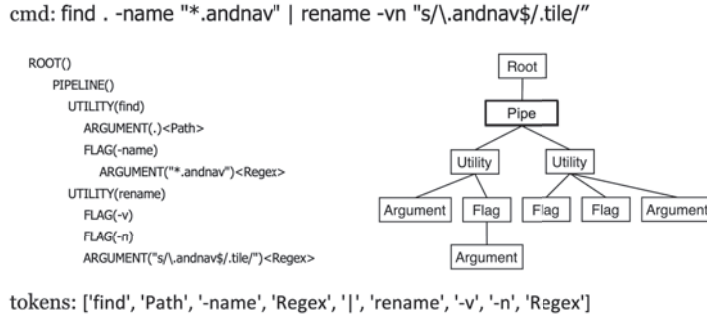 cmd: find . -name "*.andnav" | rename -vn "s/\.andnav$/.tile/”
ROOT()
PIPELINE()
UTILITY(find)
ARGUMENT(.)<Path>
FLAG(-name)
ARGUMENT("*.andnav")<Regex>
UTILITY(rename)
FLAG(-v)
FLAG(-n)
ARGUMENT("s/\.andnav$/.tile/")<Regex>
Root
Pipe
Utility Utility
Argument Flag Flag Flag Argument
Argument
tokens: ['find', 'Path', '-name', 'Regex', '|', 'rename', '-v', '-n', 'Regex']